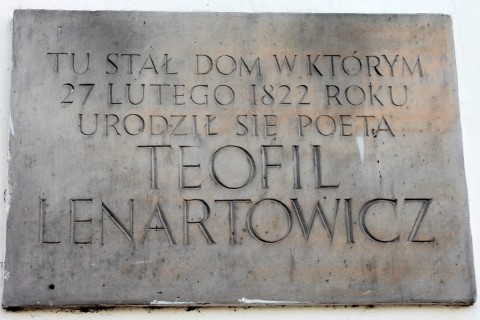 TU STAŁ DOM W KTÓRYM
27 LUTEGO 1822 ROKU
URODZIŁ SIĘ POETA
TEOFIL
LENARTOWICZ